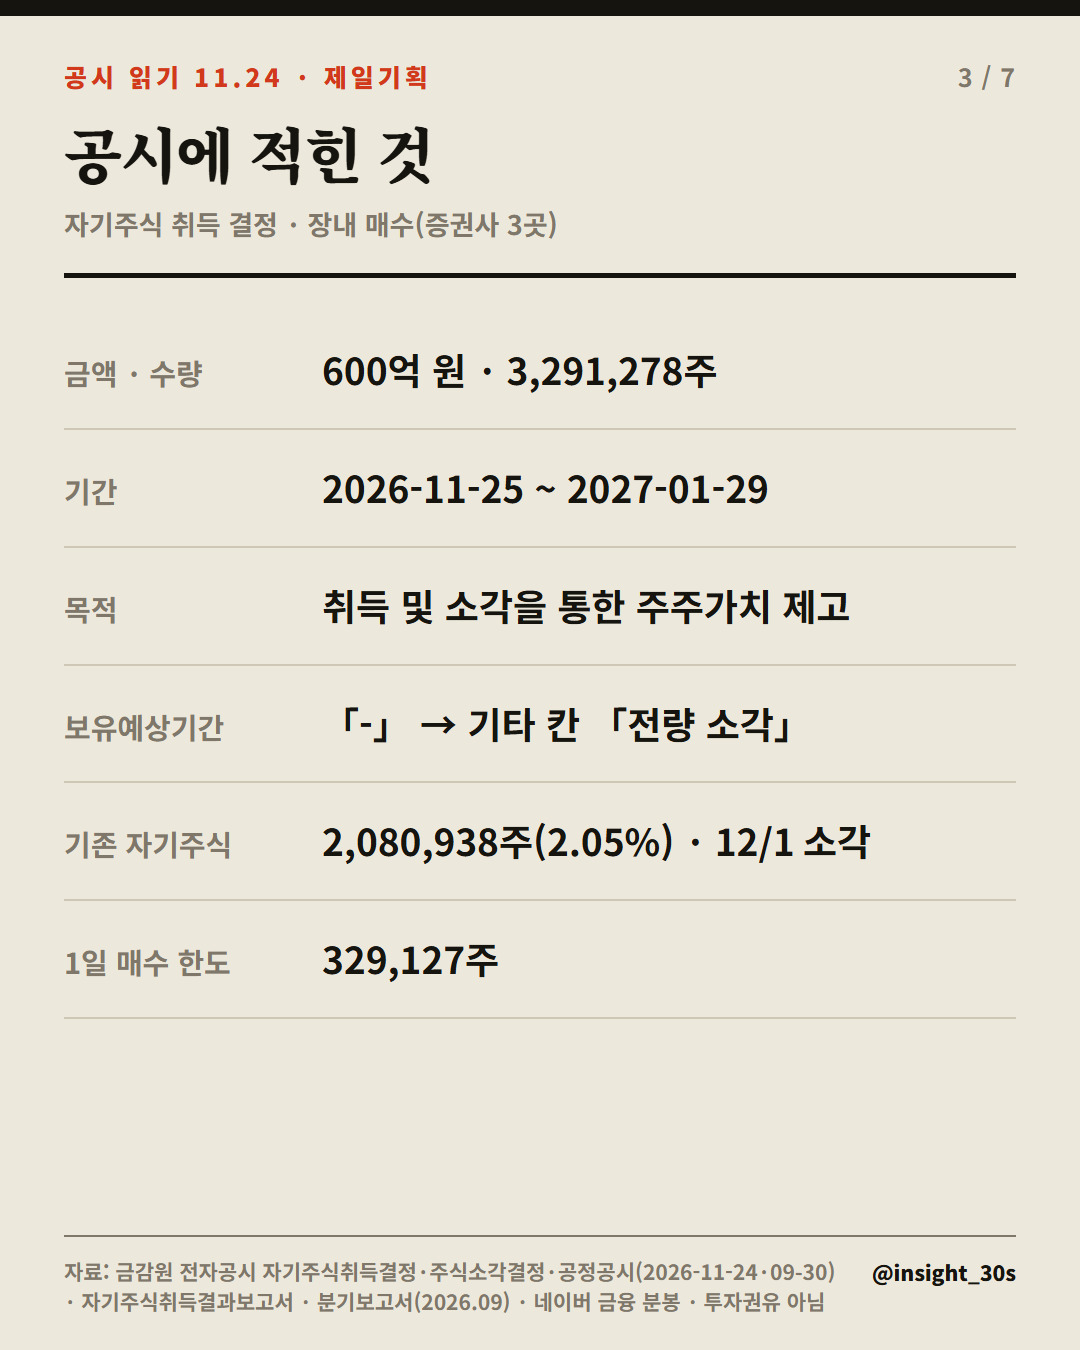 공시 읽기 11.24 · 제일기획
3 / 7
공시에 적힌 것
자기주식 취득 결정 · 장내 매수(증권사 3곳)
금액 · 수량 600억 원 · 3,291,278주
기간 2026-11-25 ~ 2027-01-29
목적 취득 및 소각을 통한 주주가치 제고
보유예상기간 「-」 → 기타 칸 「전량 소각」
기존 자기주식 2,080,938주(2.05%) · 12/1 소각
1일 매수 한도 329,127주
자료: 금감원 전자공시 자기주식취득결정·주식소각결정·공정공시(2026-11-24·09-30)
· 자기주식취득결과보고서 · 분기보고서(2026.09) · 네이버 금융 분봉 · 투자권유 아님
@insight_30s